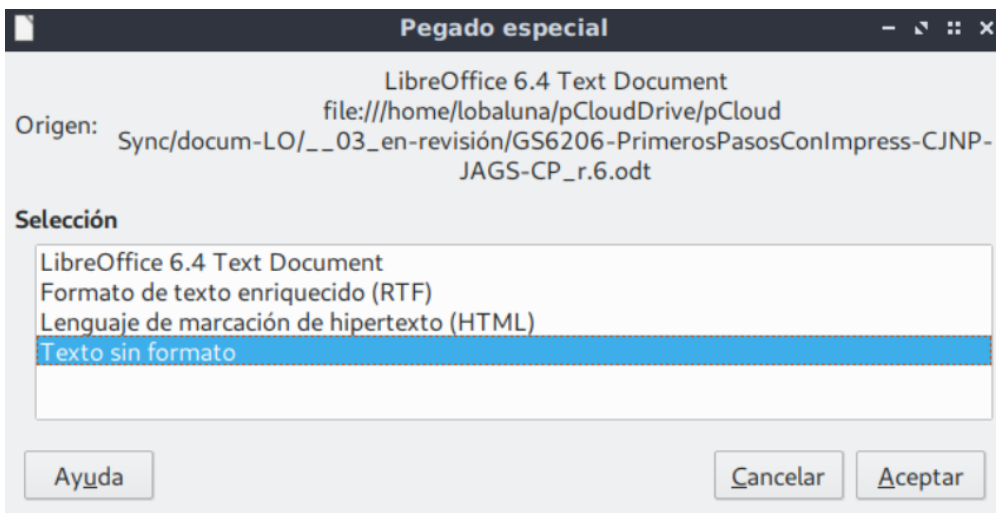 Pegado especial
LibreOffice 6.4 Text Document
file:///home/lobaluna/pCloudDrive/pCloud
Origen:
Sync/docum-LO/__03_en-revisión/GS6206-PrimerosPasosConImpress-CJNP-
JAGS-CP_r.6.odt
Selección
LibreOffice 6.4 Text Document
Formato de texto enriquecido (RTF)
Lenguaje de marcación de hipertexto (HTML)
Texto sin formato
Ayuda
Cancelar
Aceptar